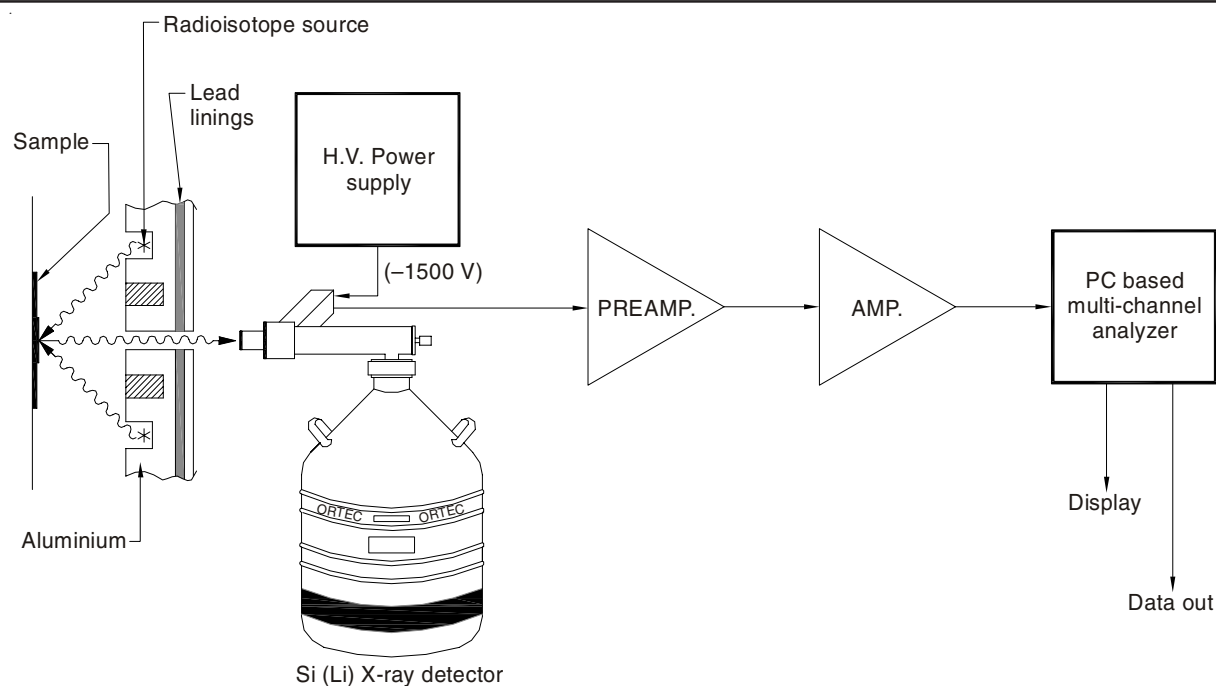 Radioisotope source
Lead
linings
Sample
H.V. Power
supply
(–1500 V)
PREAMP.
AMP.
PC based
multi-channel
analyzer
ORTEC ORTEC
Display
Aluminium
Data out
Si (Li) X-ray detector